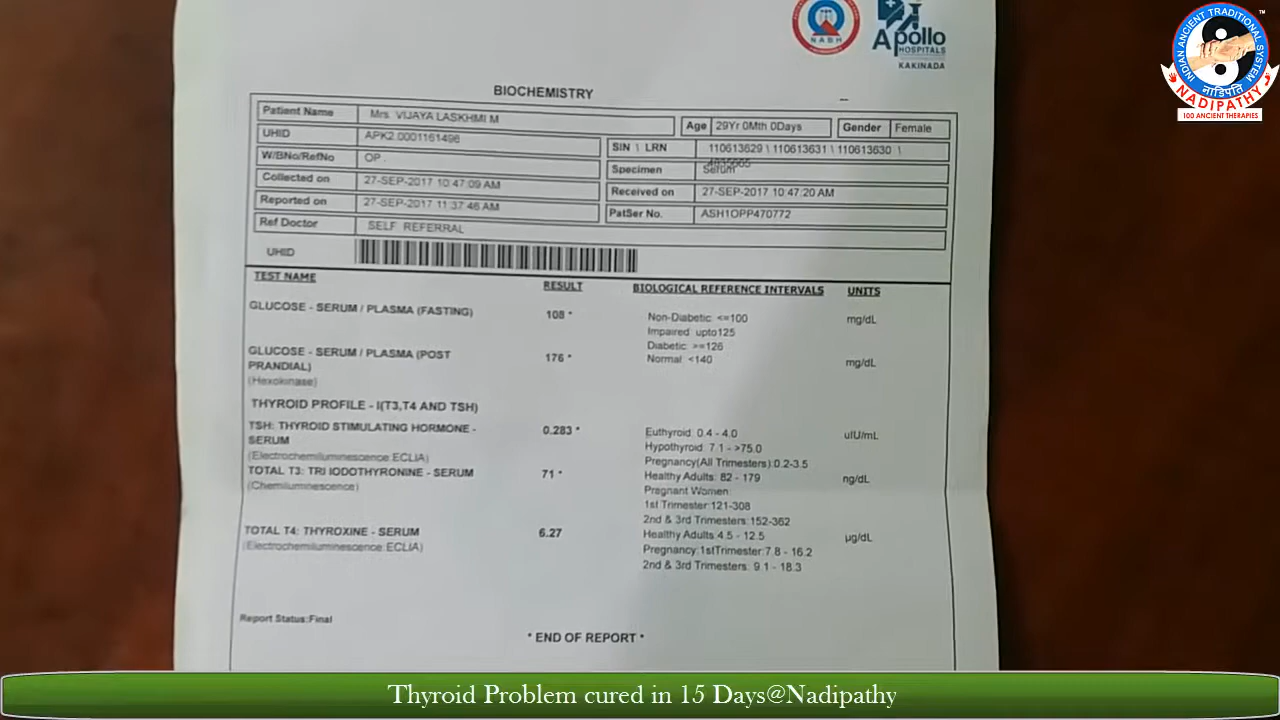 NABH
Apollo
HOSPITALS
KAKINADA
INDIAN ANCIENT TRADITIONAL SYSTEM
TM
नाडिपति
NADIPATHY
100 ANCIENT THERAPIES
BIOCHEMISTRY
Patient Name Mrs. VIJAYA LASKHMI M Age 29Yr 0Mth 0Days Gender Female
UHID APK2.0001161496 SIN \ LRN 110613629 \ 110613631 \ 110613630 \
W/BNo/RefNo OP . Specimen Serum
Collected on 27-SEP-2017 10:47:09 AM Received on 27-SEP-2017 10:47:20 AM
Reported on 27-SEP-2017 11:37:46 AM PatSer No. ASH1OPP470772
Ref Doctor SELF REFERRAL
UHID
TEST NAME RESULT BIOLOGICAL REFERENCE INTERVALS UNITS
GLUCOSE - SERUM / PLASMA (FASTING) 108 * Non-Diabetic: <=100 mg/dL
Impaired: upto125
Diabetic: >=126
GLUCOSE - SERUM / PLASMA (POST 176 * Normal: <140 mg/dL
PRANDIAL)
(Hexokinase)
THYROID PROFILE - I(T3,T4 AND TSH)
TSH: THYROID STIMULATING HORMONE - 0.283 * Euthyroid: 0.4 - 4.0 uIU/mL
SERUM Hypothyroid: 7.1 - >75.0
(Electrochemiluminescence:ECLIA) Pregnancy(All Trimesters):0.2-3.5
TOTAL T3: TRI IODOTHYRONINE - SERUM 71 * Healthy Adults: 82 - 179 ng/dL
(Chemiluminescence) Pregnant Women:
1st Trimester:121-308
2nd & 3rd Trimesters:152-362
TOTAL T4: THYROXINE - SERUM 6.27 Healthy Adults:4.5 - 12.5 µg/dL
(Electrochemiluminescence:ECLIA) Pregnancy:1stTrimester:7.8 - 16.2
2nd & 3rd Trimesters: 9.1 - 18.3
Report Status:Final
* END OF REPORT *
Thyroid Problem cured in 15 Days@Nadipathy